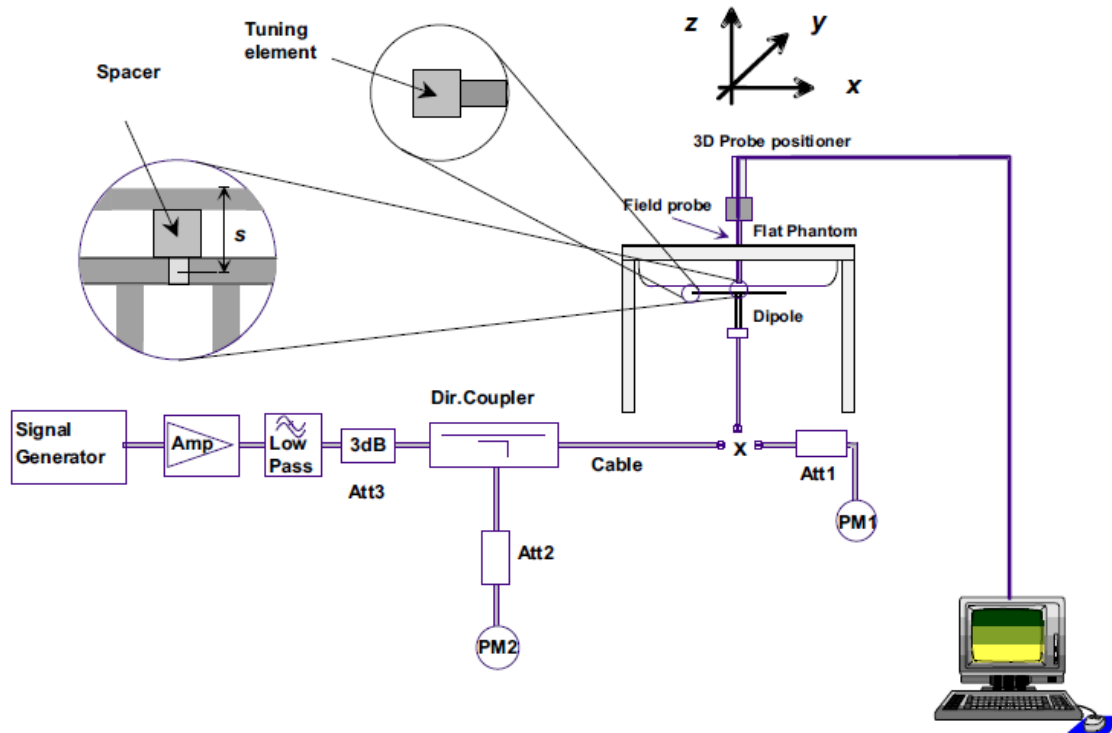 Tuning
element
Spacer
s
z
y
x
3D Probe positioner
Field probe
Flat Phantom
Dipole
Dir.Coupler
Signal
Generator
Amp
Low
Pass
3dB
Att3
Cable
x
Att1
PM1
Att2
PM2